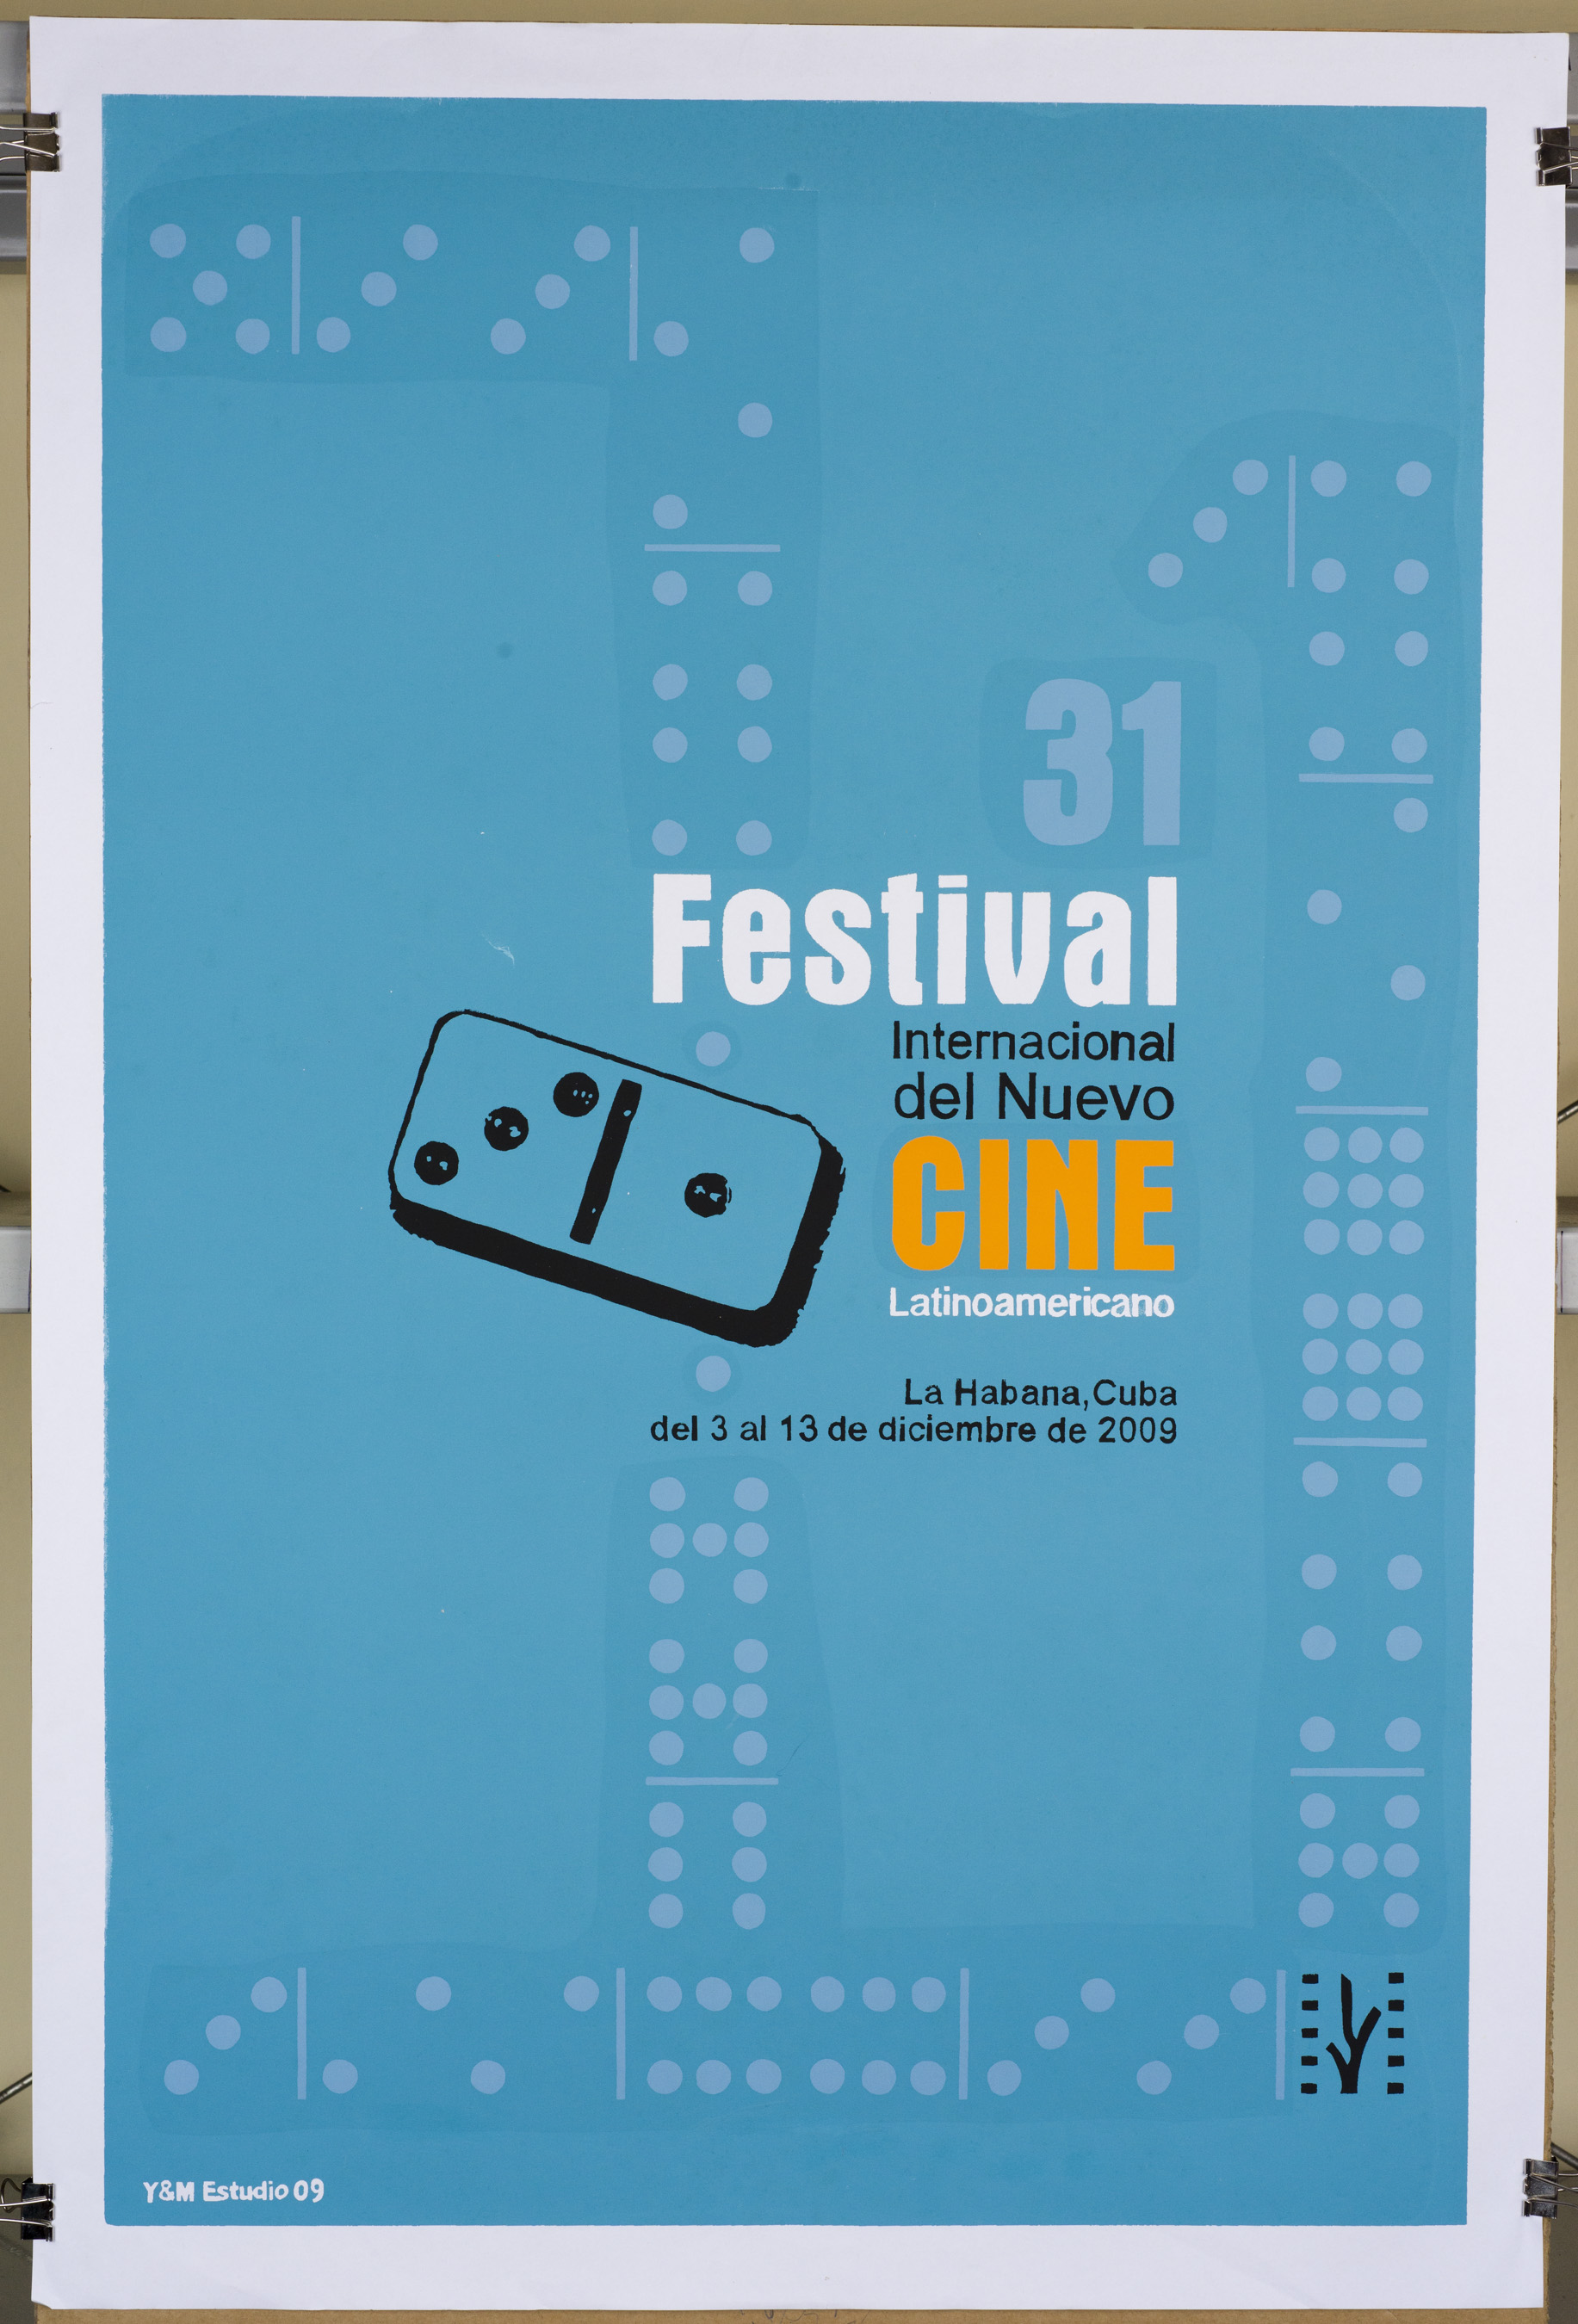 31
Festival
Internacional
del Nuevo
CINE
Latinoamericano
La Habana, Cuba
del 3 al 13 de diciembre de 2009
Y&M Estudio 09